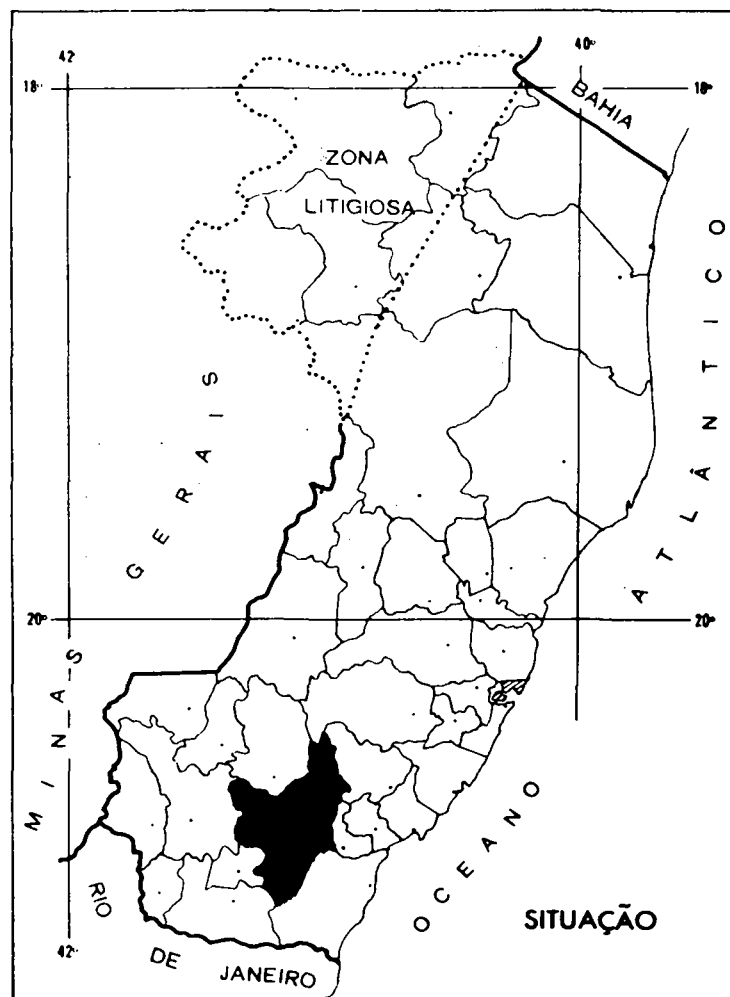 42°
40°
18°
18°
BAHIA
ZONA
LITIGIOSA
OCEANO ATLÂNTICO
MINAS GERAIS
20°
20°
42°
RIO DE JANEIRO
SITUAÇÃO